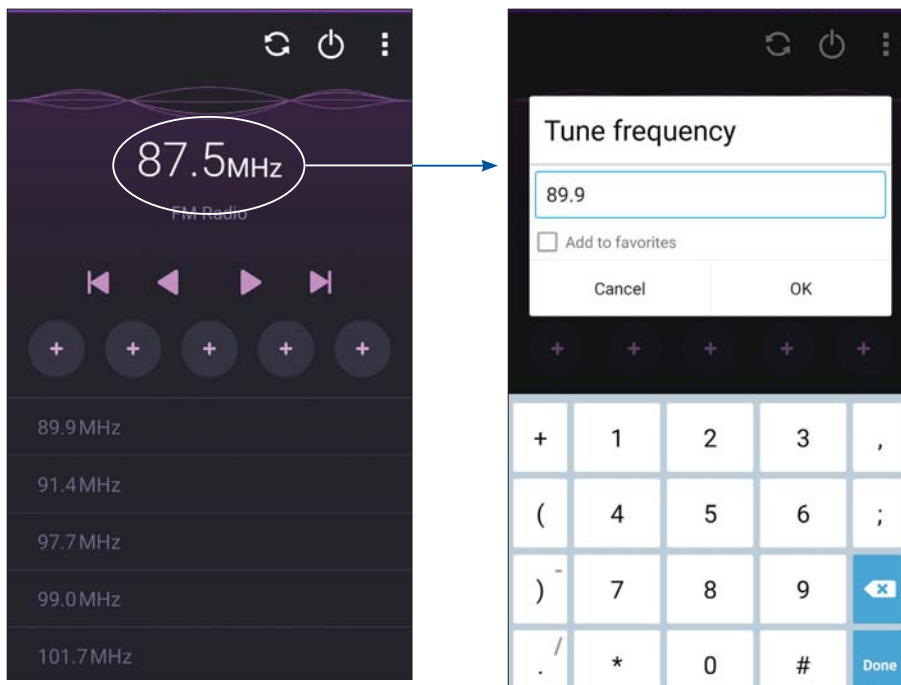 87.5MHz
FM Radio
+ + + + +
89.9MHz
91.4MHz
97.7MHz
99.0MHz
101.7MHz
Tune frequency
89.9
Add to favorites
Cancel OK
+ + + + +
+ 1 2 3 ,
( 4 5 6 ;
) - 7 8 9
. / * 0 # Done